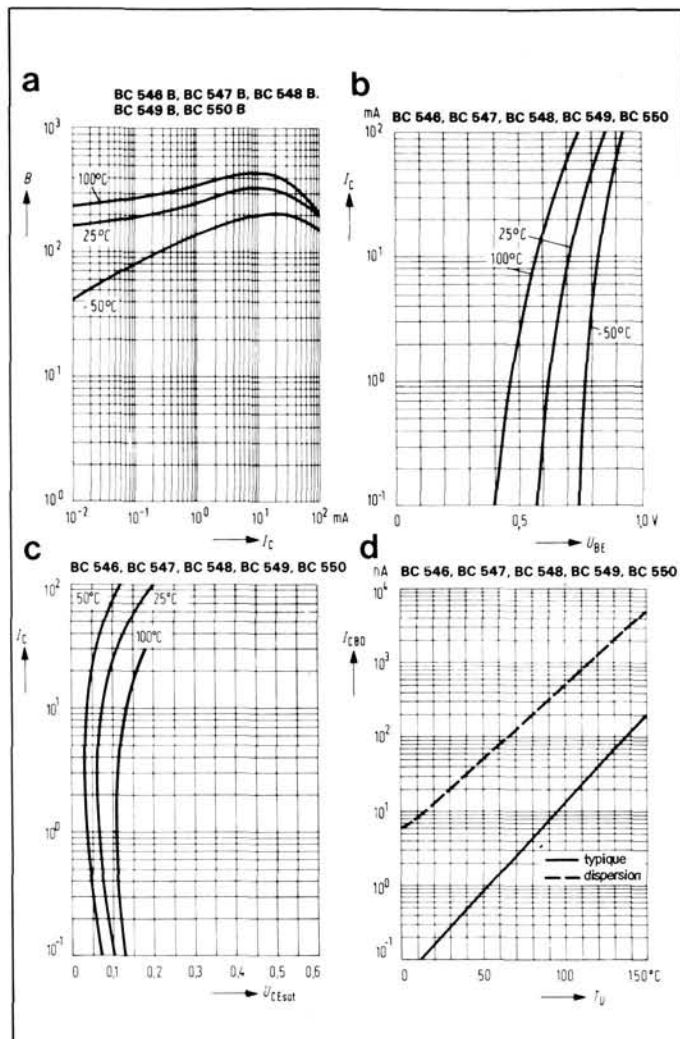 a
BC 546 B, BC 547 B, BC 548 B.
BC 549 B, BC 550 B
10³
B
10²
10¹
10⁰
100°C
25°C
-50°C
10⁻² 10⁻¹ 10⁰ 10¹ 10² mA
I_C
b
mA BC 546, BC 547, BC 548, BC 549, BC 550
10²
I_C
10¹
10⁰
10⁻¹
25°C
100°C
-50°C
0 0,5 1,0 V
U_BE
c
BC 546, BC 547, BC 548, BC 549, BC 550
10²
I_C
10¹
10⁰
10⁻¹
50°C 25°C
100°C
0 0,1 0,2 0,3 0,4 0,5 0,6
U_CEsat
d
nA BC 546, BC 547, BC 548, BC 549, BC 550
10⁴
I_CBO
10³
10²
10¹
10⁰
10⁻¹
typique
dispersion
0 50 100 150°C
T_U